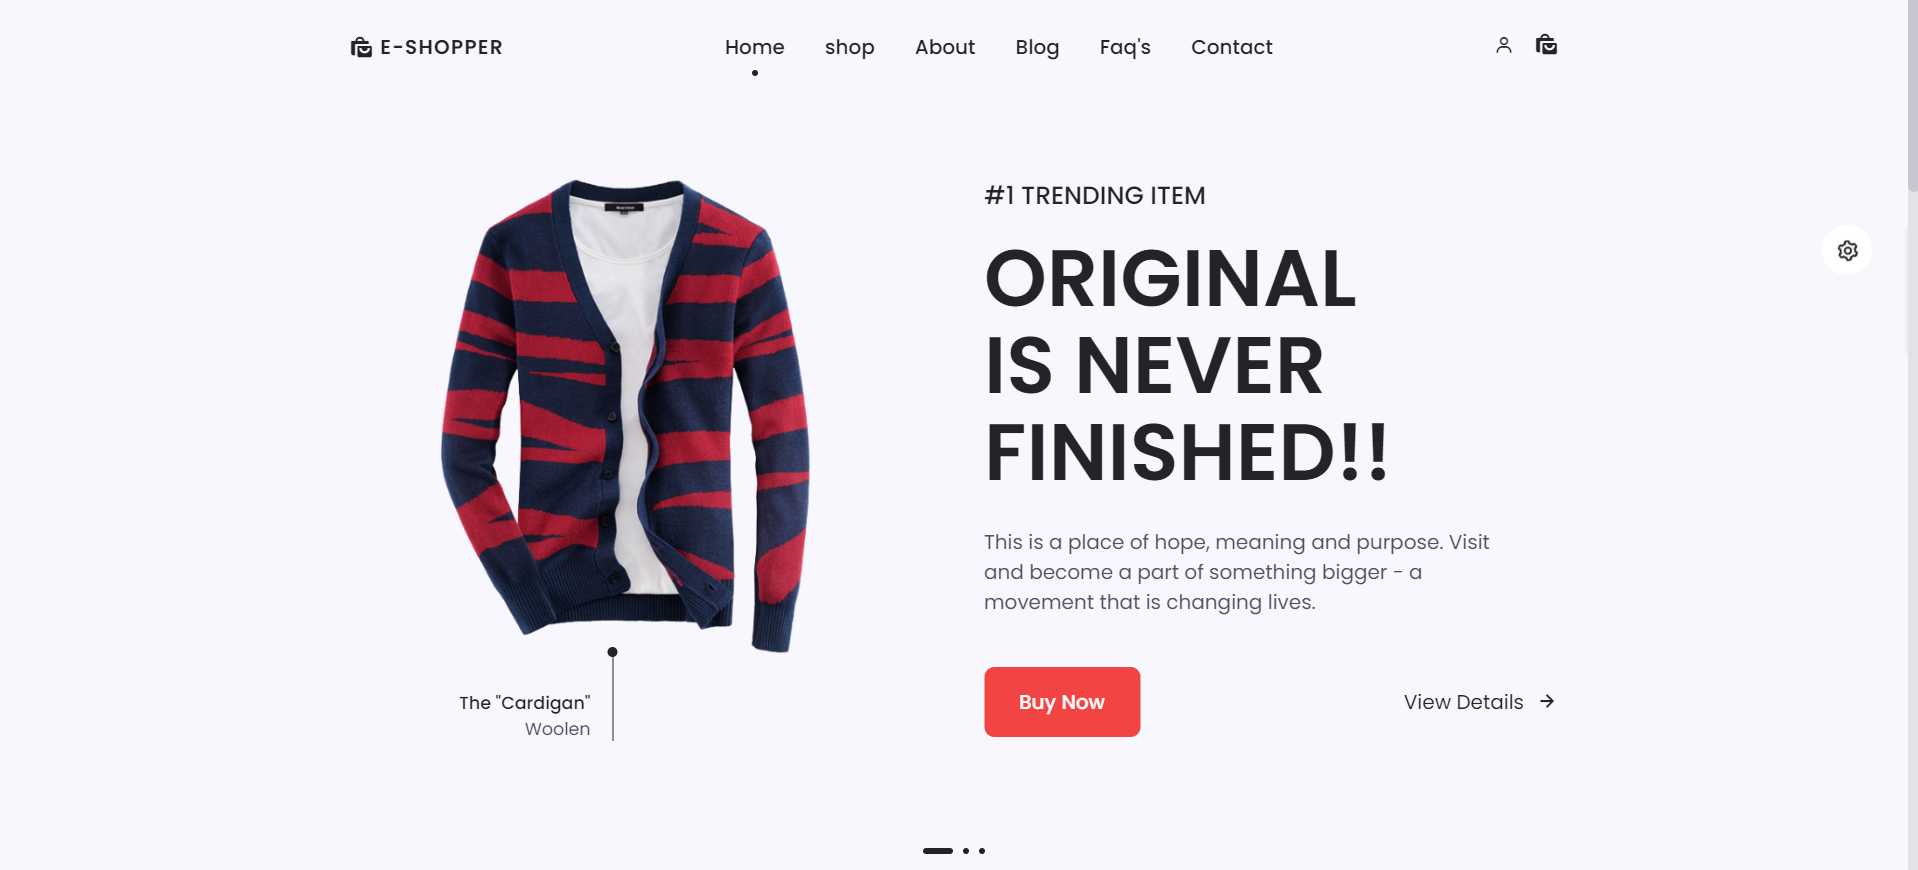 E-SHOPPER
Home shop About Blog Faq's Contact
#1 TRENDING ITEM
ORIGINAL
IS NEVER
FINISHED!!
This is a place of hope, meaning and purpose. Visit
and become a part of something bigger - a
movement that is changing lives.
Buy Now
View Details
The "Cardigan"
Woolen